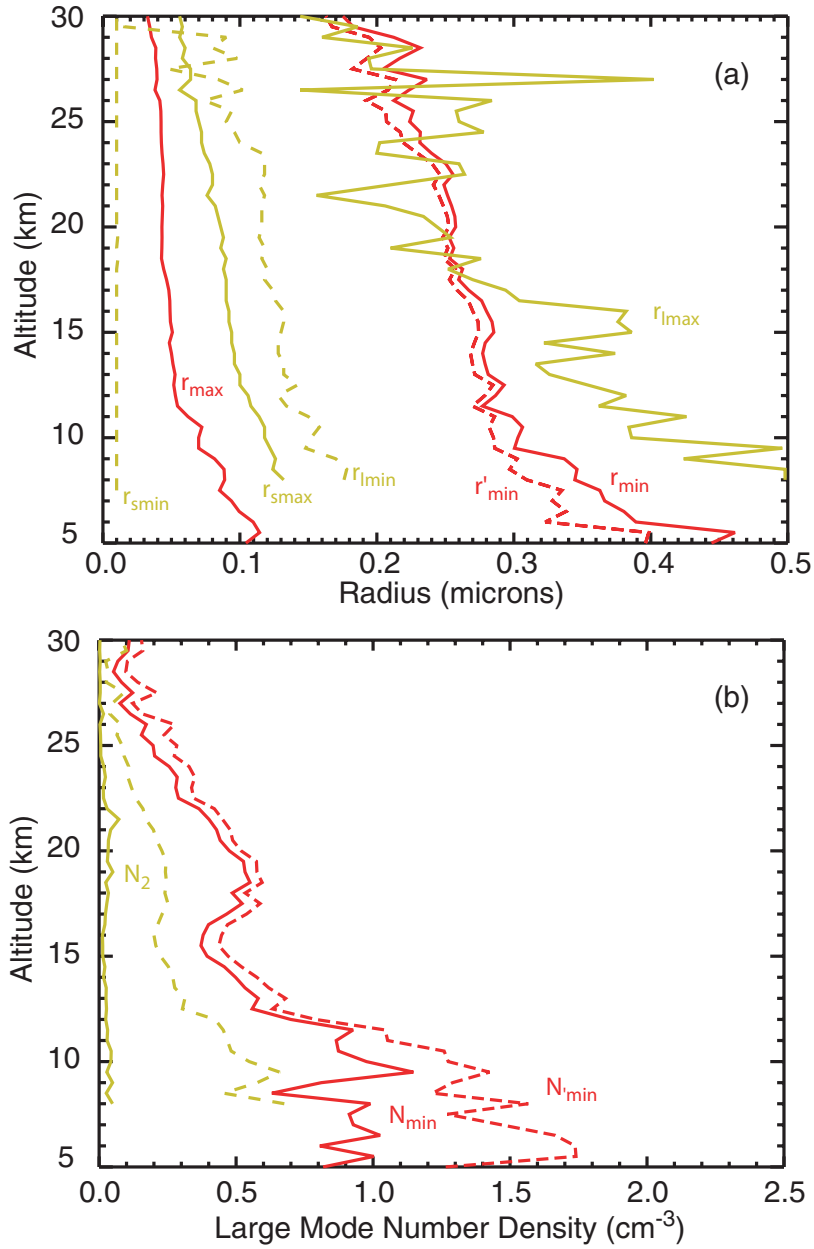 30
25
20
15
10
5
Altitude (km)
(a)
r_lmax
r_max
r_smin
r_smax
r_lmin
r'_min
r_min
0.0 0.1 0.2 0.3 0.4 0.5
Radius (microns)
30
25
20
15
10
5
Altitude (km)
(b)
N_2
N'_min
N_min
0.0 0.5 1.0 1.5 2.0 2.5
Large Mode Number Density (cm⁻³)